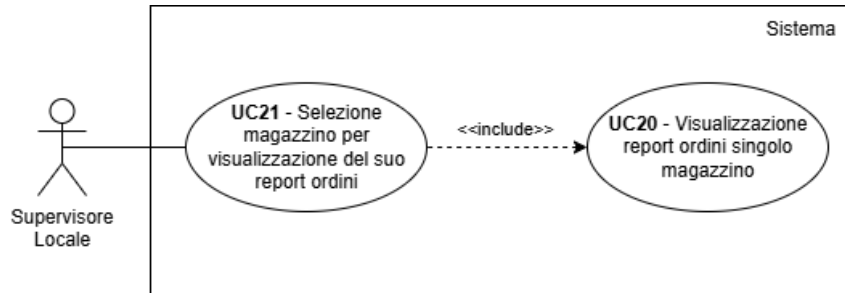 Sistema
UC21 - Selezione
magazzino per
visualizzazione del suo
report ordini
<<include>>
UC20 - Visualizzazione
report ordini singolo
magazzino
Supervisore
Locale